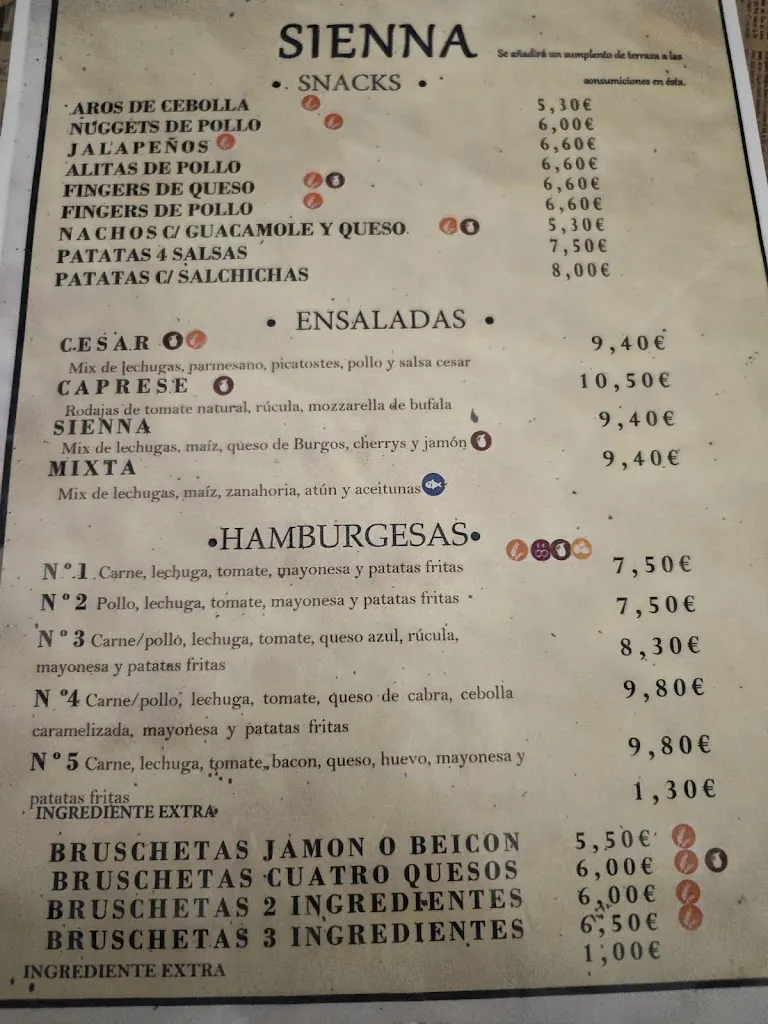 SIENNA
Se añadirá un sumplento de terraza a las
consumiciones en ésta.
• SNACKS •
AROS DE CEBOLLA 5,30€
NUGGETS DE POLLO 6,00€
JALAPEÑOS 6,60€
ALITAS DE POLLO 6,60€
FINGERS DE QUESO 6,60€
FINGERS DE POLLO 6,60€
NACHOS C/ GUACAMOLE Y QUESO 5,30€
PATATAS 4 SALSAS 7,50€
PATATAS C/ SALCHICHAS 8,00€
• ENSALADAS •
CESAR 9,40€
Mix de lechugas, parmesano, picatostes, pollo y salsa cesar
CAPRESE 10,50€
Rodajas de tomate natural, rúcula, mozzarella de bufala
SIENNA 9,40€
Mix de lechugas, maíz, queso de Burgos, cherrys y jamón
MIXTA 9,40€
Mix de lechugas, maíz, zanahoria, atún y aceitunas
•HAMBURGESAS•
Nº1 Carne, lechuga, tomate, mayonesa y patatas fritas 7,50€
Nº2 Pollo, lechuga, tomate, mayonesa y patatas fritas 7,50€
Nº3 Carne/pollo, lechuga, tomate, queso azul, rúcula, 8,30€
mayonesa y patatas fritas
Nº4 Carne/pollo, lechuga, tomate, queso de cabra, cebolla 9,80€
caramelizada, mayonesa y patatas fritas
Nº5 Carne, lechuga, tomate, bacon, queso, huevo, mayonesa y 9,80€
patatas fritas
INGREDIENTE EXTRA 1,30€
BRUSCHETAS JAMON O BEICON 5,50€
BRUSCHETAS CUATRO QUESOS 6,00€
BRUSCHETAS 2 INGREDIENTES 6,00€
BRUSCHETAS 3 INGREDIENTES 6,50€
INGREDIENTE EXTRA 1,00€